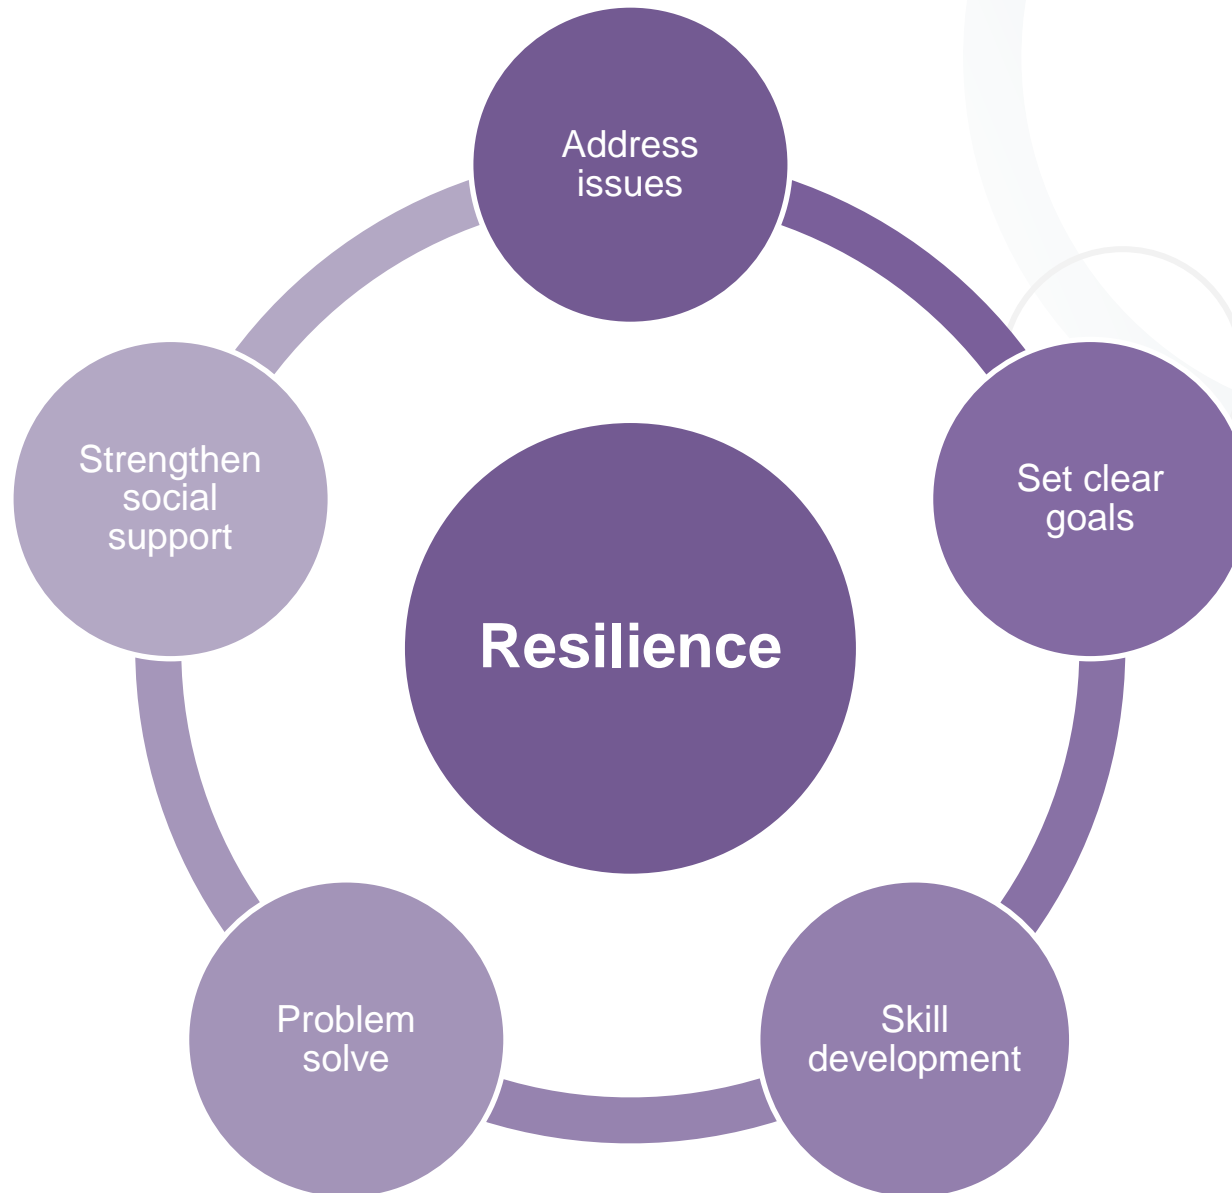 Address
issues
Set clear
goals
Skill
development
Problem
solve
Strengthen
social
support
Resilience